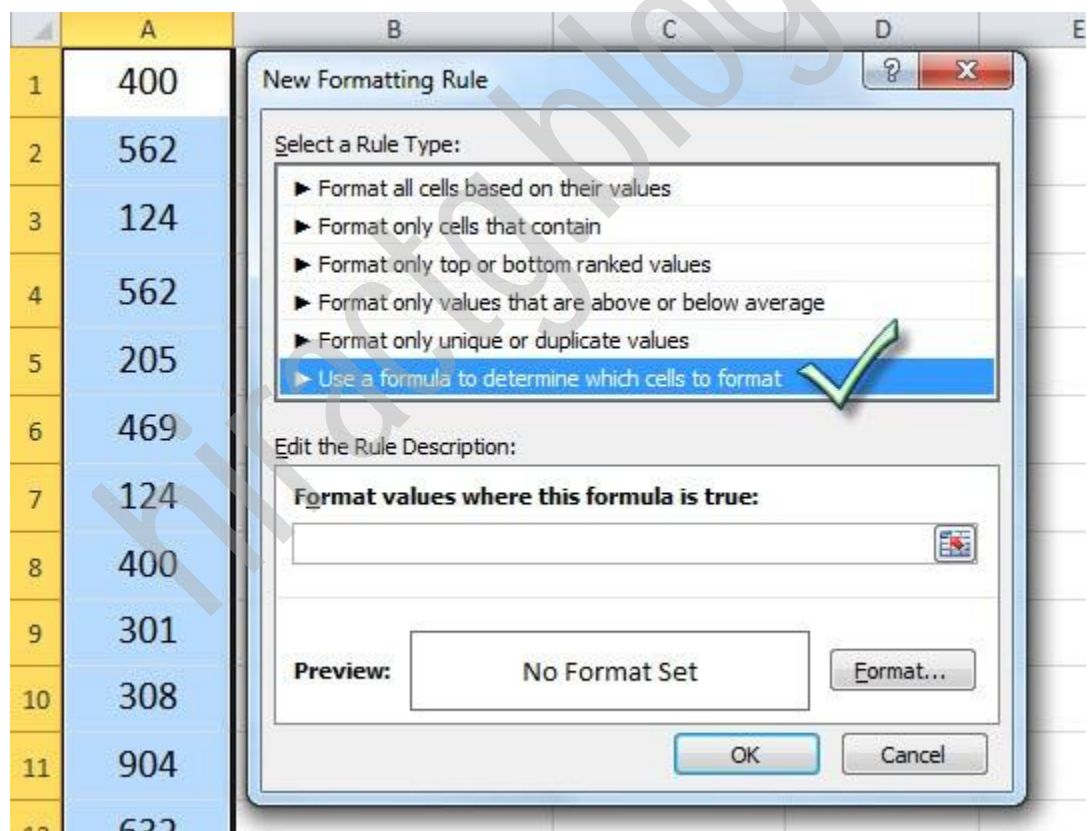 A B C D E
1 400
2 562
3 124
4 562
5 205
6 469
7 124
8 400
9 301
10 308
11 904
12 632
New Formatting Rule
Select a Rule Type:
► Format all cells based on their values
► Format only cells that contain
► Format only top or bottom ranked values
► Format only values that are above or below average
► Format only unique or duplicate values
► Use a formula to determine which cells to format
Edit the Rule Description:
Format values where this formula is true:
Preview:
No Format Set
Format...
OK
Cancel